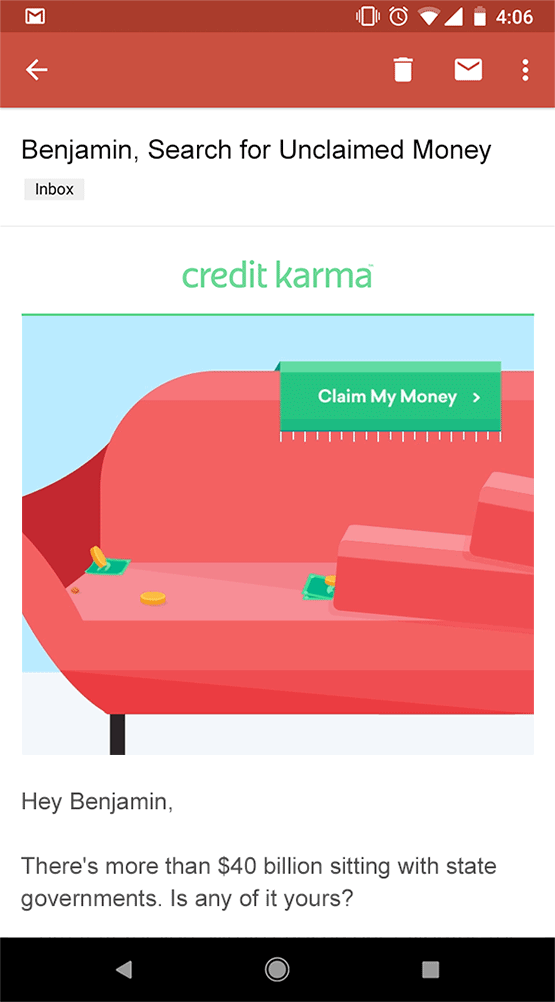 4:06
Benjamin, Search for Unclaimed Money
Inbox
credit karma™
Claim My Money >
Hey Benjamin,
There's more than $40 billion sitting with state
governments. Is any of it yours?